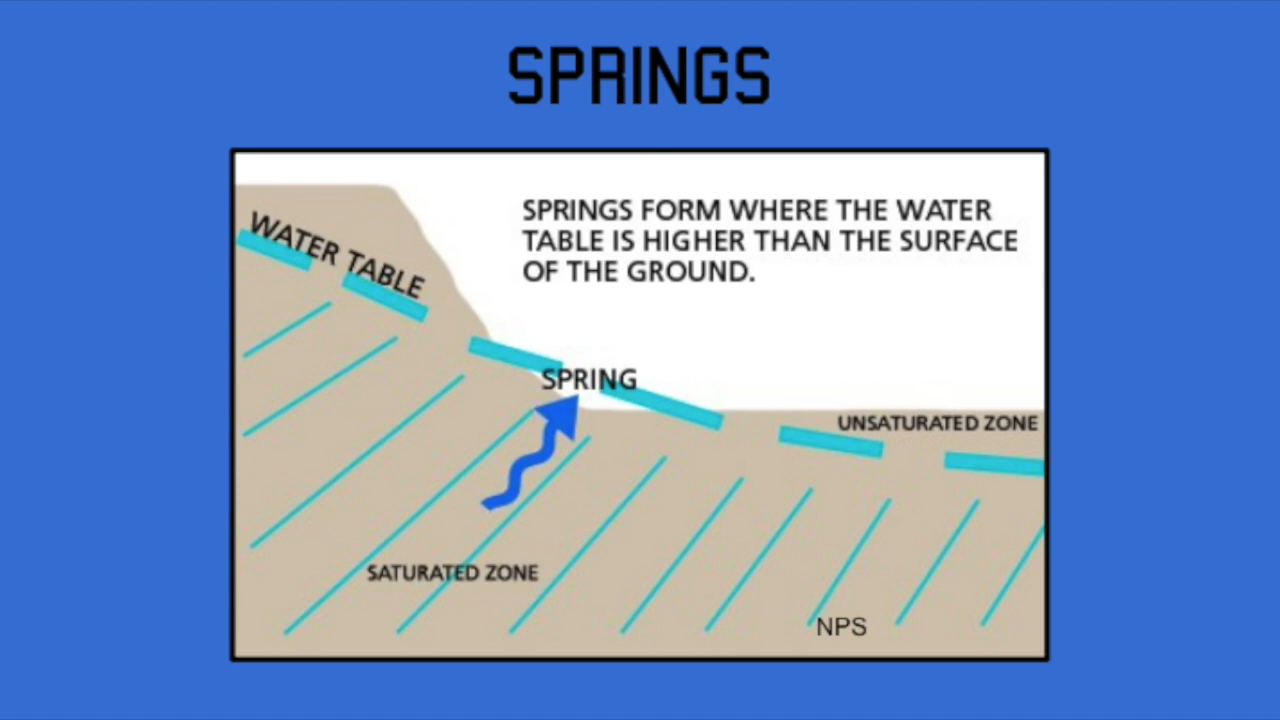 SPRINGS
SPRINGS FORM WHERE THE WATER
TABLE IS HIGHER THAN THE SURFACE
OF THE GROUND.
WATER TABLE
SPRING
UNSATURATED ZONE
SATURATED ZONE
NPS